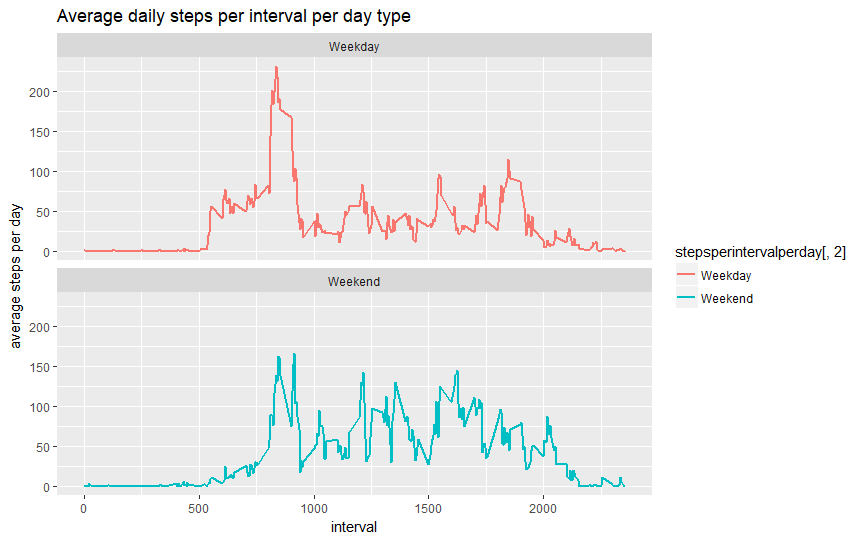 Average daily steps per interval per day type
Weekday
200
150
100
50
0
Weekend
200
150
100
50
0
0 500 1000 1500 2000
interval
average steps per day
stepsperintervalperday[, 2]
Weekday
Weekend